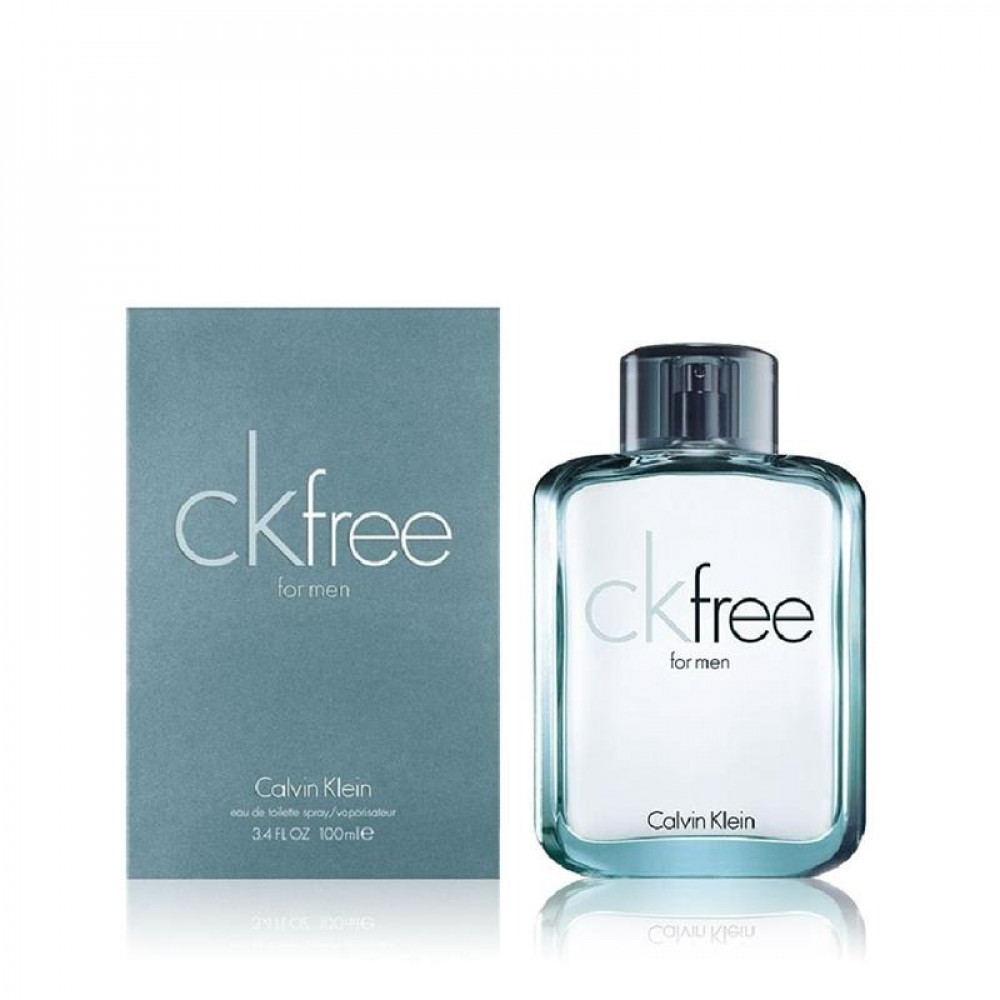 ckfree
for men
Calvin Klein
eau de toilette spray/vaporisateur
3.4 FL OZ 100ml℮
ckfree
for men
Calvin Klein